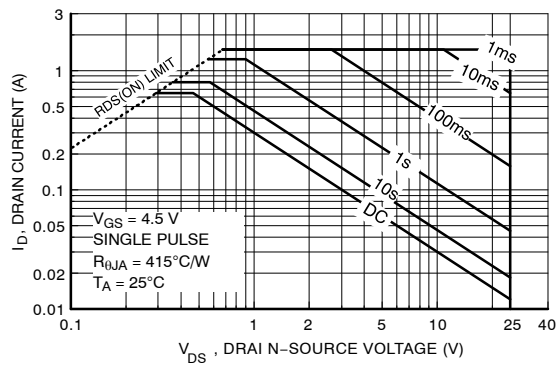 3
1
0.5
0.2
0.1
0.05
0.02
0.01
I_D, DRAIN CURRENT (A)
RDS(ON) LIMIT
1ms
10ms
100ms
1s
10s
DC
V_GS = 4.5 V
SINGLE PULSE
R_θJA = 415°C/W
T_A = 25°C
0.1 1 2 5 10 25 40
V_DS , DRAI N−SOURCE VOLTAGE (V)